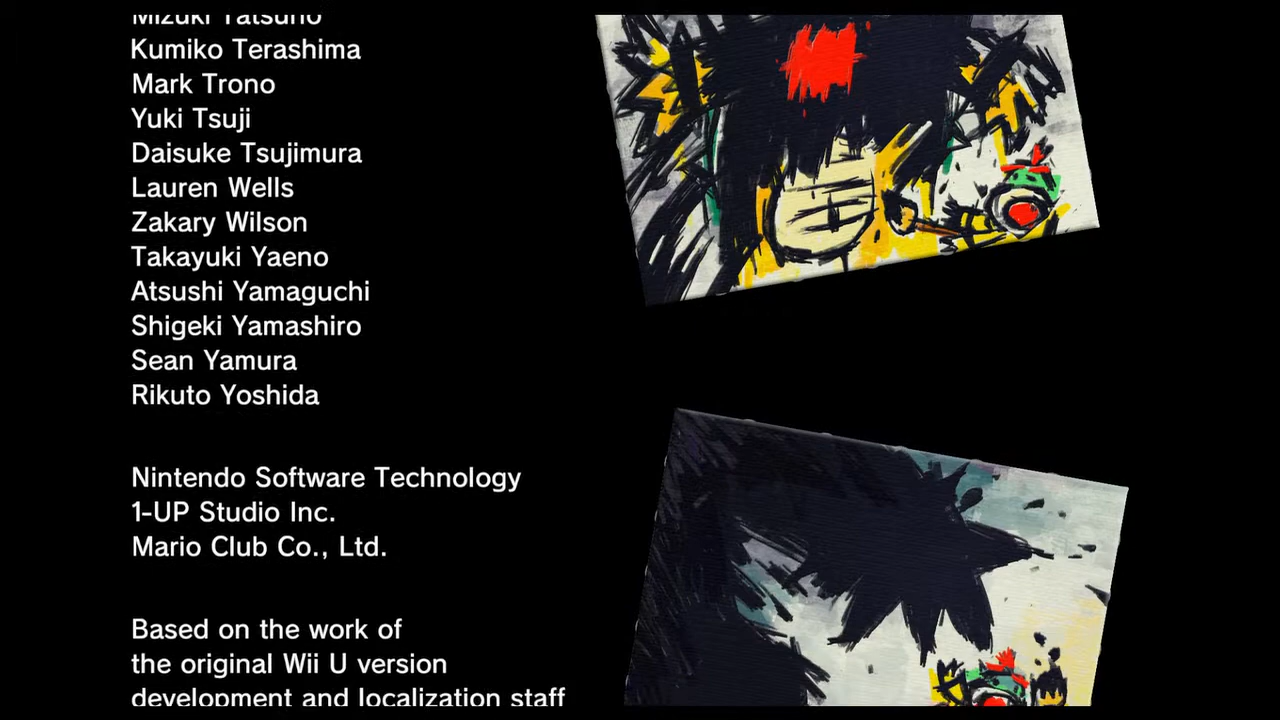 Mizuki Tatsuno
Kumiko Terashima
Mark Trono
Yuki Tsuji
Daisuke Tsujimura
Lauren Wells
Zakary Wilson
Takayuki Yaeno
Atsushi Yamaguchi
Shigeki Yamashiro
Sean Yamura
Rikuto Yoshida
Nintendo Software Technology
1-UP Studio Inc.
Mario Club Co., Ltd.
Based on the work of
the original Wii U version
development and localization staff